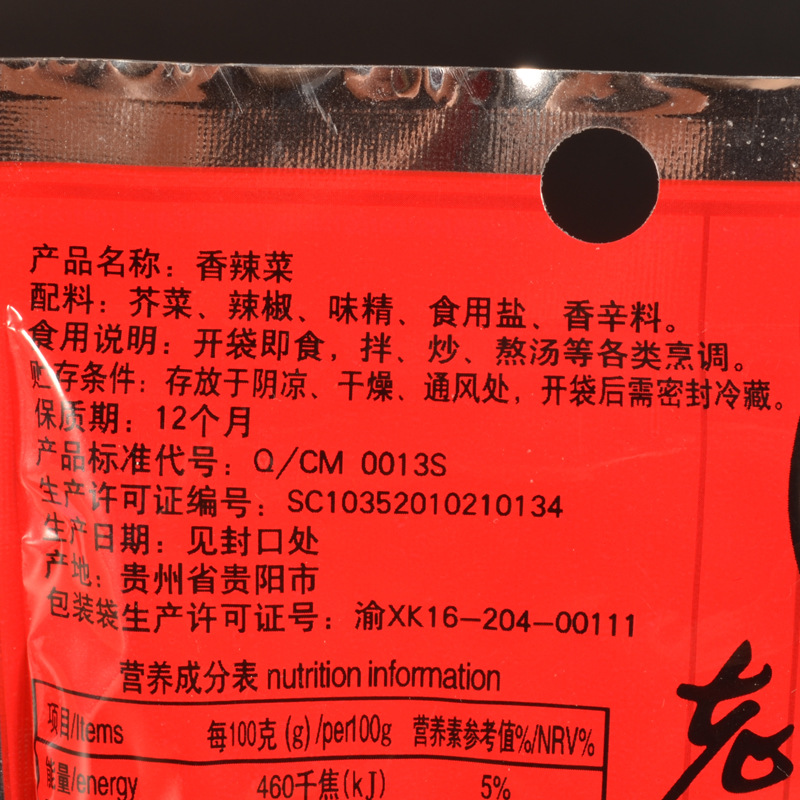 产品名称：香辣菜
配料：芥菜、辣椒、味精、食用盐、香辛料。
食用说明：开袋即食，拌、炒、熬汤等各类烹调。
贮存条件：存放于阴凉、干燥、通风处，开袋后需密封冷藏。
保质期：12个月
产品标准代号：Q/CM 0013S
生产许可证编号：SC10352010210134
生产日期：见封口处
产地：贵州省贵阳市
包装袋生产许可证号：渝XK16-204-00111
营养成分表 nutrition information
项目/Items 每100克(g)/per100g 营养素参考值%/NRV%
能量/energy 460千焦(kJ) 5%